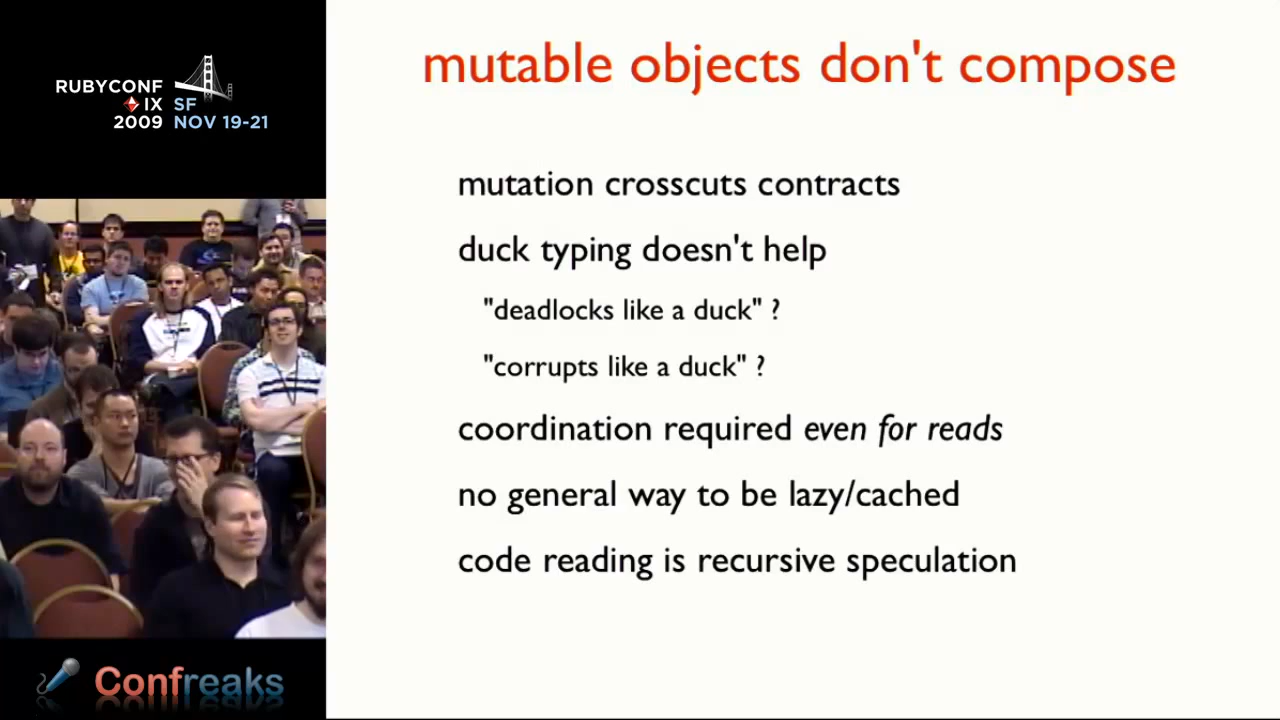 RUBYCONF
IX SF
2009 NOV 19-21
mutable objects don't compose
mutation crosscuts contracts
duck typing doesn't help
"deadlocks like a duck" ?
"corrupts like a duck" ?
coordination required even for reads
no general way to be lazy/cached
code reading is recursive speculation
Confreaks